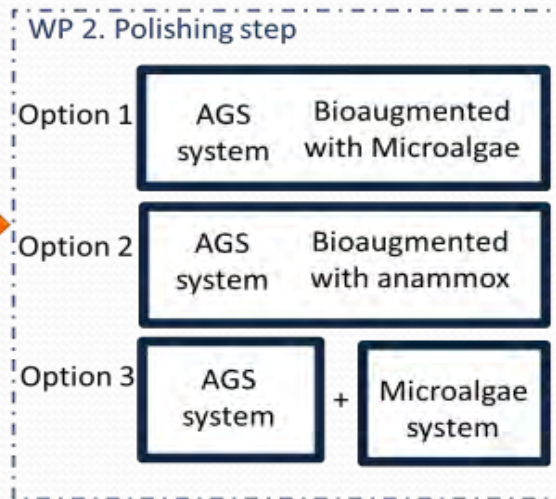 WP 2. Polishing step
Option 1
AGS system
Bioaugmented with Microalgae
Option 2
AGS system
Bioaugmented with anammox
Option 3
AGS system
+
Microalgae system